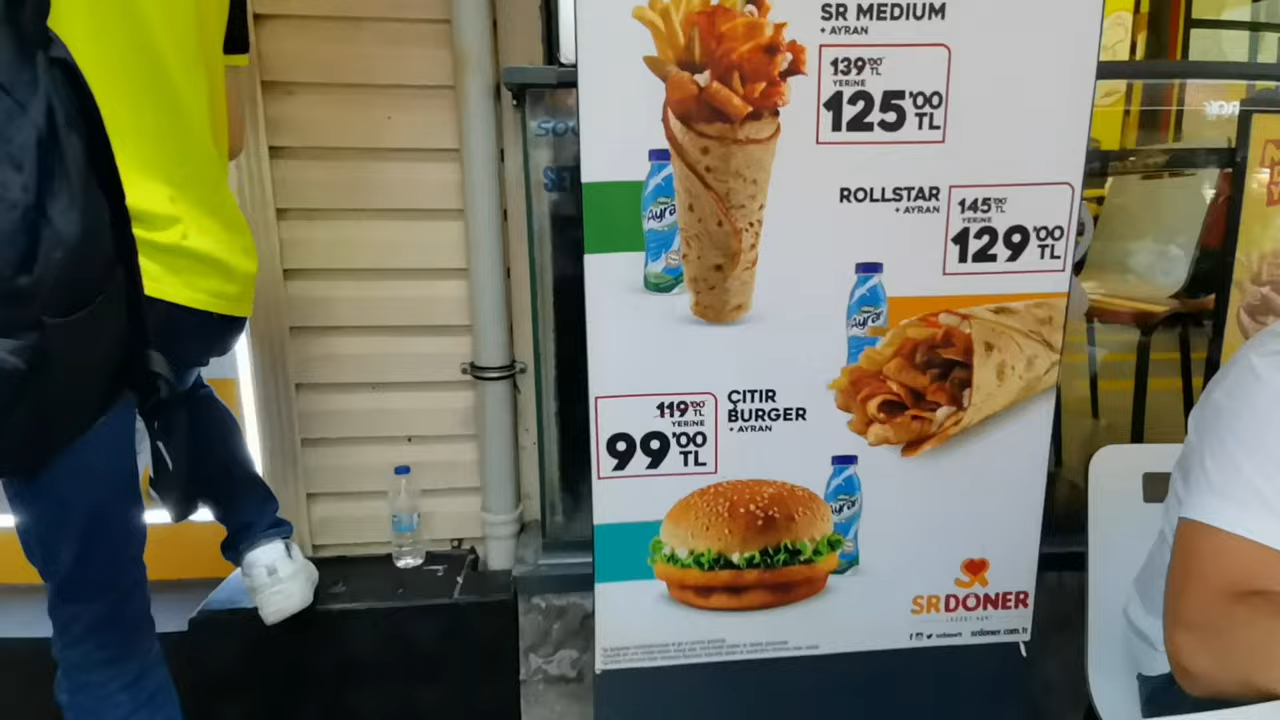 SR MEDIUM
+ AYRAN
139'00 TL
YERİNE
125'00 TL
ROLLSTAR
+ AYRAN
145'00 TL
YERİNE
129'00 TL
Ayran
Ayran
119'00 TL
YERİNE
99'00 TL
ÇITIR
BURGER
+ AYRAN
Ayran
SR DÖNER
srdoner.com.tr